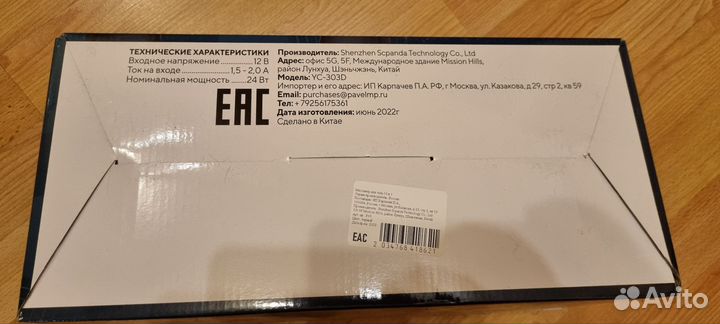 ТЕХНИЧЕСКИЕ ХАРАКТЕРИСТИКИ
Входное напряжение 12 В
Ток на входе 1,5 - 2,0 А
Номинальная мощность 24 Вт
EAC
Производитель: Shenzhen Scpanda Technology Co., Ltd
Адрес: офис 5G, 5F, Международное здание Mission Hills,
район Лунхуа, Шэньчжэнь, Китай
Модель: YC-303D
Импортер и его адрес: ИП Карпачев П.А. РФ, г Москва, ул. Казакова, д 29, стр 2, кв 59
Email: purchases@pavelmp.ru
Тел: + 79256175361
Дата изготовления: июнь 2022г
Сделано в Китае
EAC
2 034768 418621
Avito